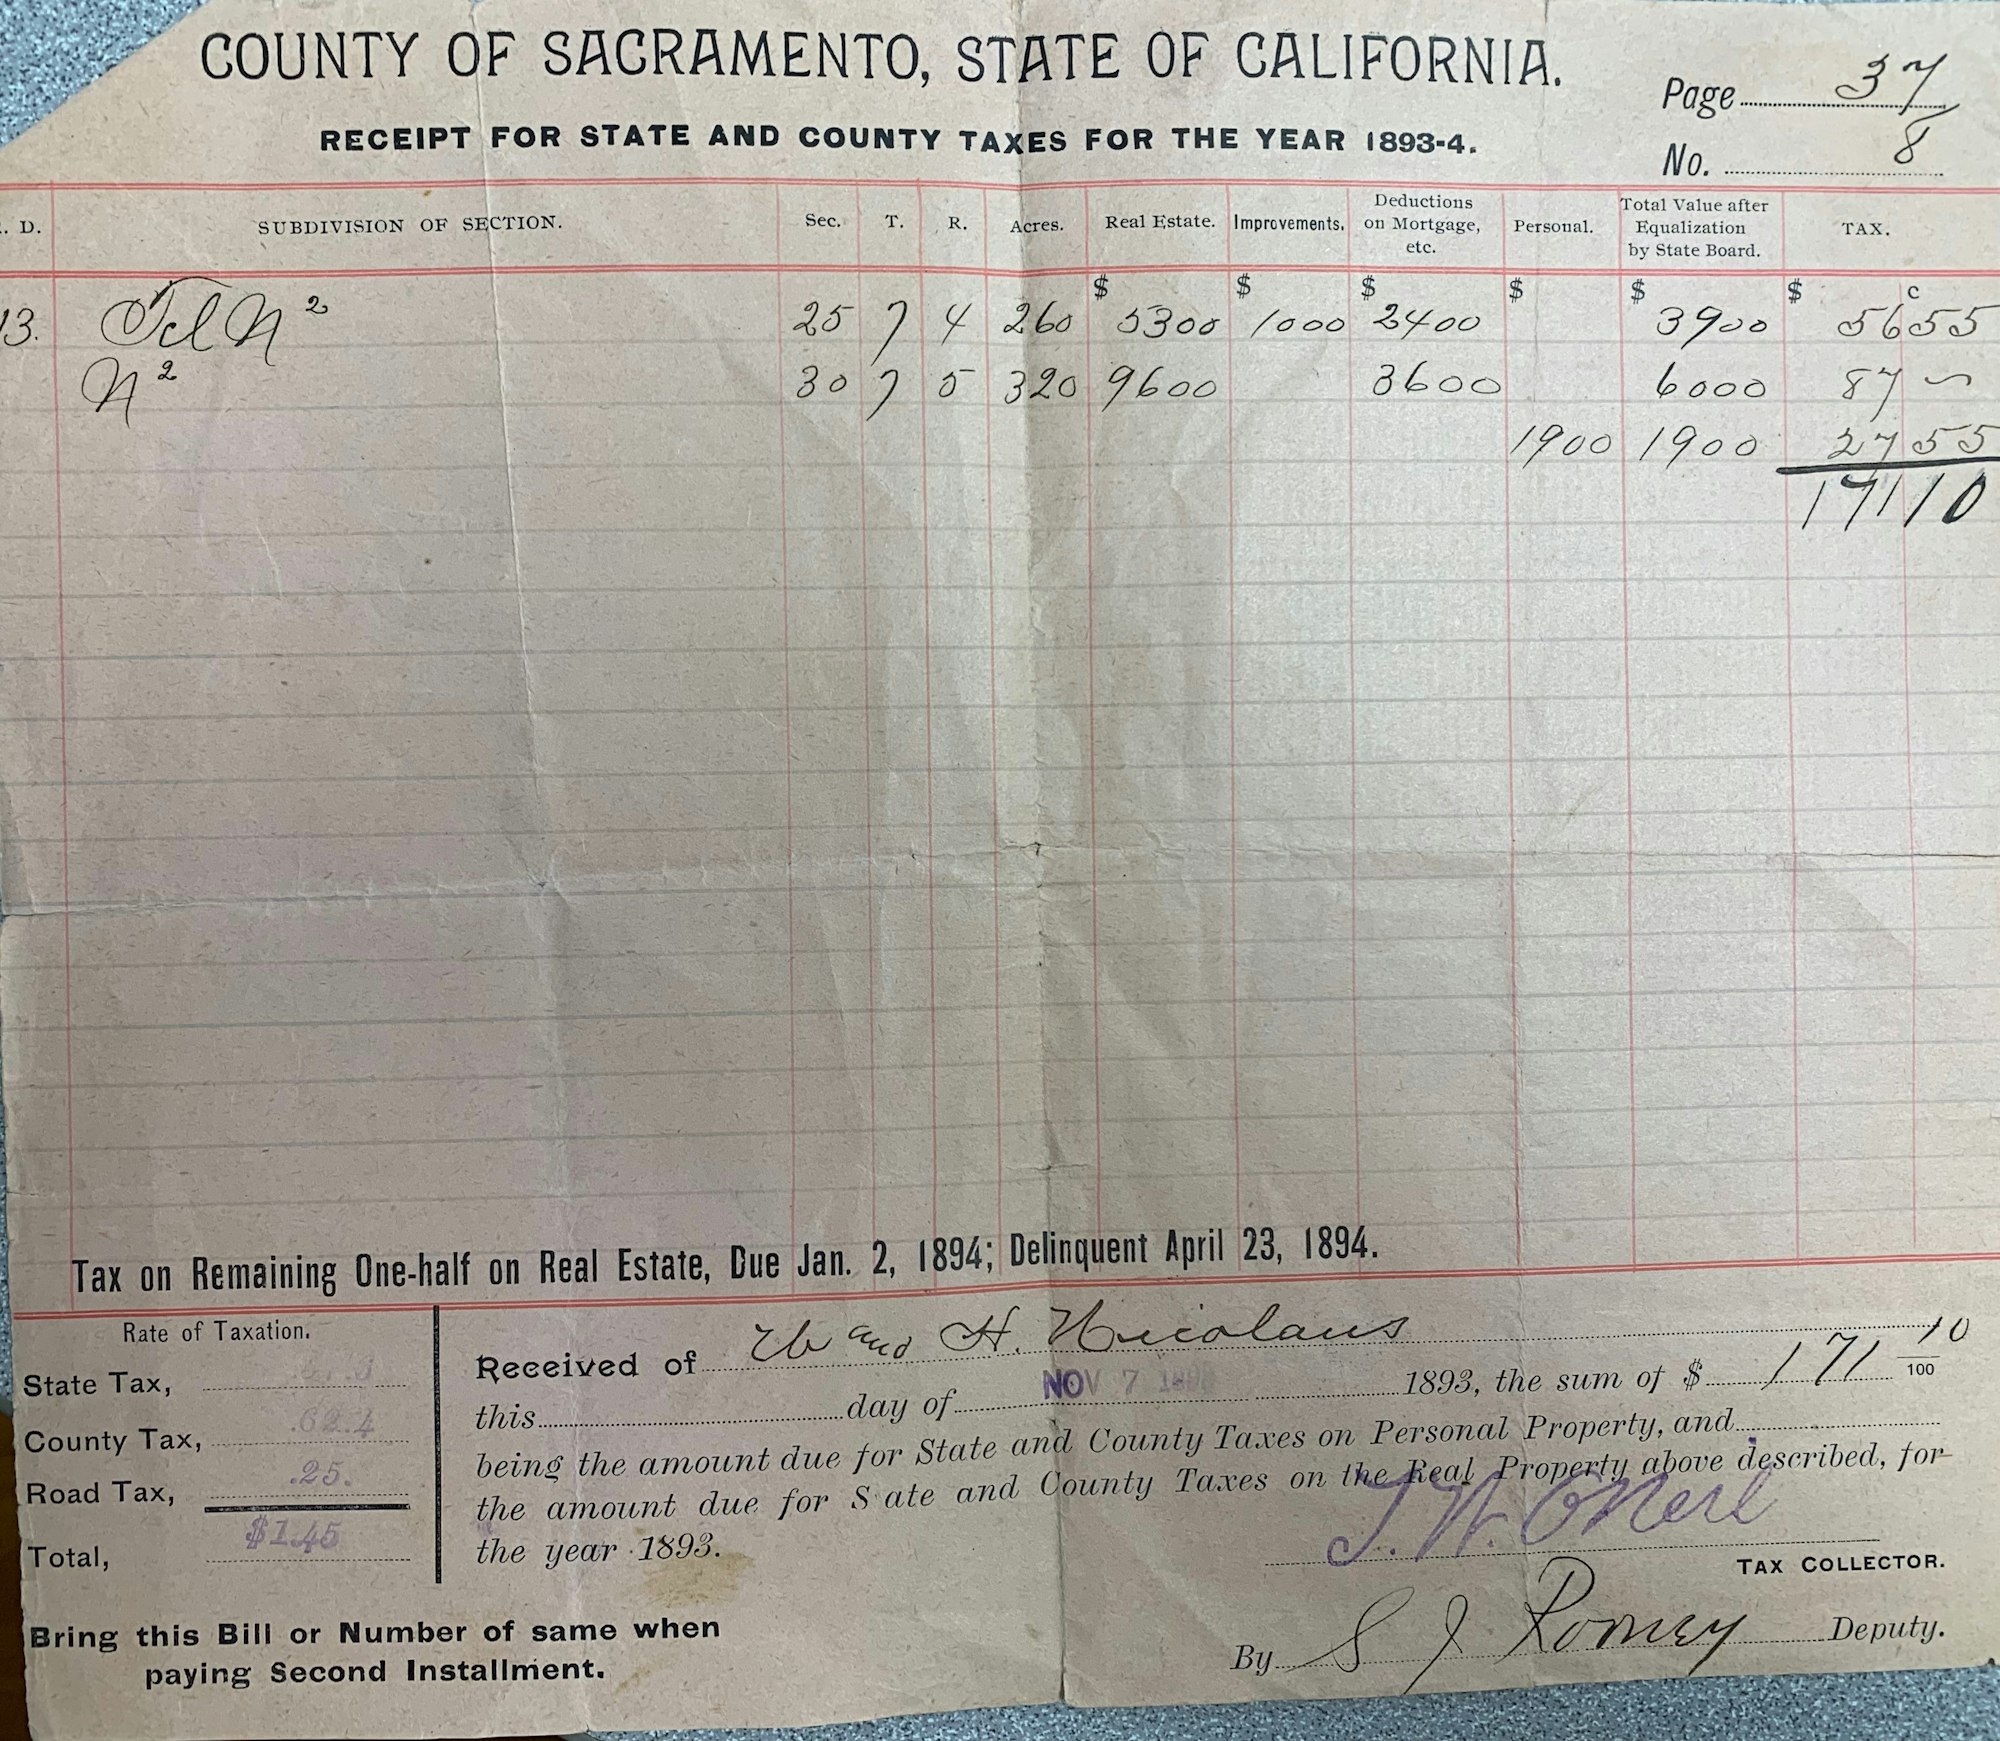 COUNTY OF SACRAMENTO, STATE OF CALIFORNIA.
Page 37
RECEIPT FOR STATE AND COUNTY TAXES FOR THE YEAR 1893-4.
No. 8
. D. SUBDIVISION OF SECTION. Sec. T. R. Acres. Real Estate. Improvements. Deductions on Mortgage, etc. Personal. Total Value after Equalization by State Board. TAX.
$ $ $ $ $ $ c
13. Fcl N 2 25 7 4 260 5300 1000 2400 3900 56 55
N 2 30 7 5 320 9600 3600 6000 87 ~
1900 1900 27 55
171 10
Tax on Remaining One-half on Real Estate, Due Jan. 2, 1894; Delinquent April 23, 1894.
Rate of Taxation.
State Tax,
County Tax, .62.4
Road Tax, .25.
Total, $1.45
Bring this Bill or Number of same when
paying Second Installment.
Received of and H. Nicolaus
this day of NOV 7 1893, the sum of $ 171 10/100
being the amount due for State and County Taxes on Personal Property, and
the amount due for S ate and County Taxes on the Real Property above described, for
the year 1893.
J. W. O'Neil
TAX COLLECTOR.
By S J Romey Deputy.